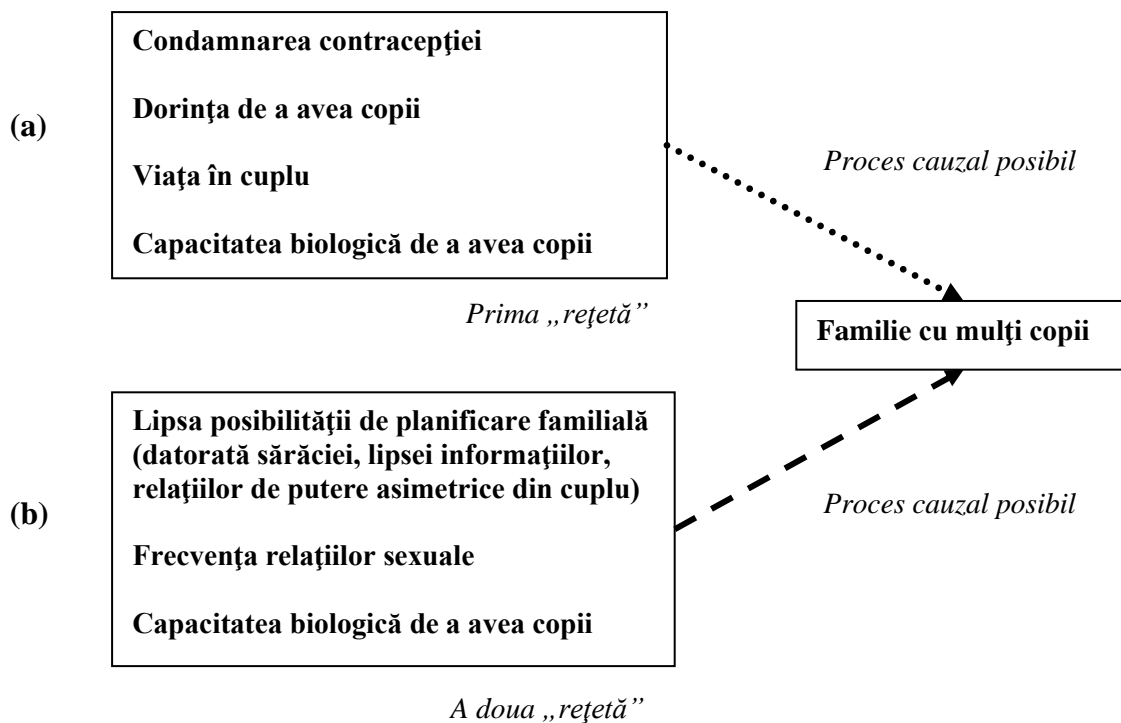 Condamnarea contracepţiei
Dorinţa de a avea copii
(a)
Viaţa în cuplu
Capacitatea biologică de a avea copii
Proces cauzal posibil
Prima „reţetă”
Familie cu mulţi copii
Lipsa posibilităţii de planificare familială
(datorată sărăciei, lipsei informaţiilor,
relaţiilor de putere asimetrice din cuplu)
(b)
Frecvenţa relaţiilor sexuale
Capacitatea biologică de a avea copii
Proces cauzal posibil
A doua „reţetă”